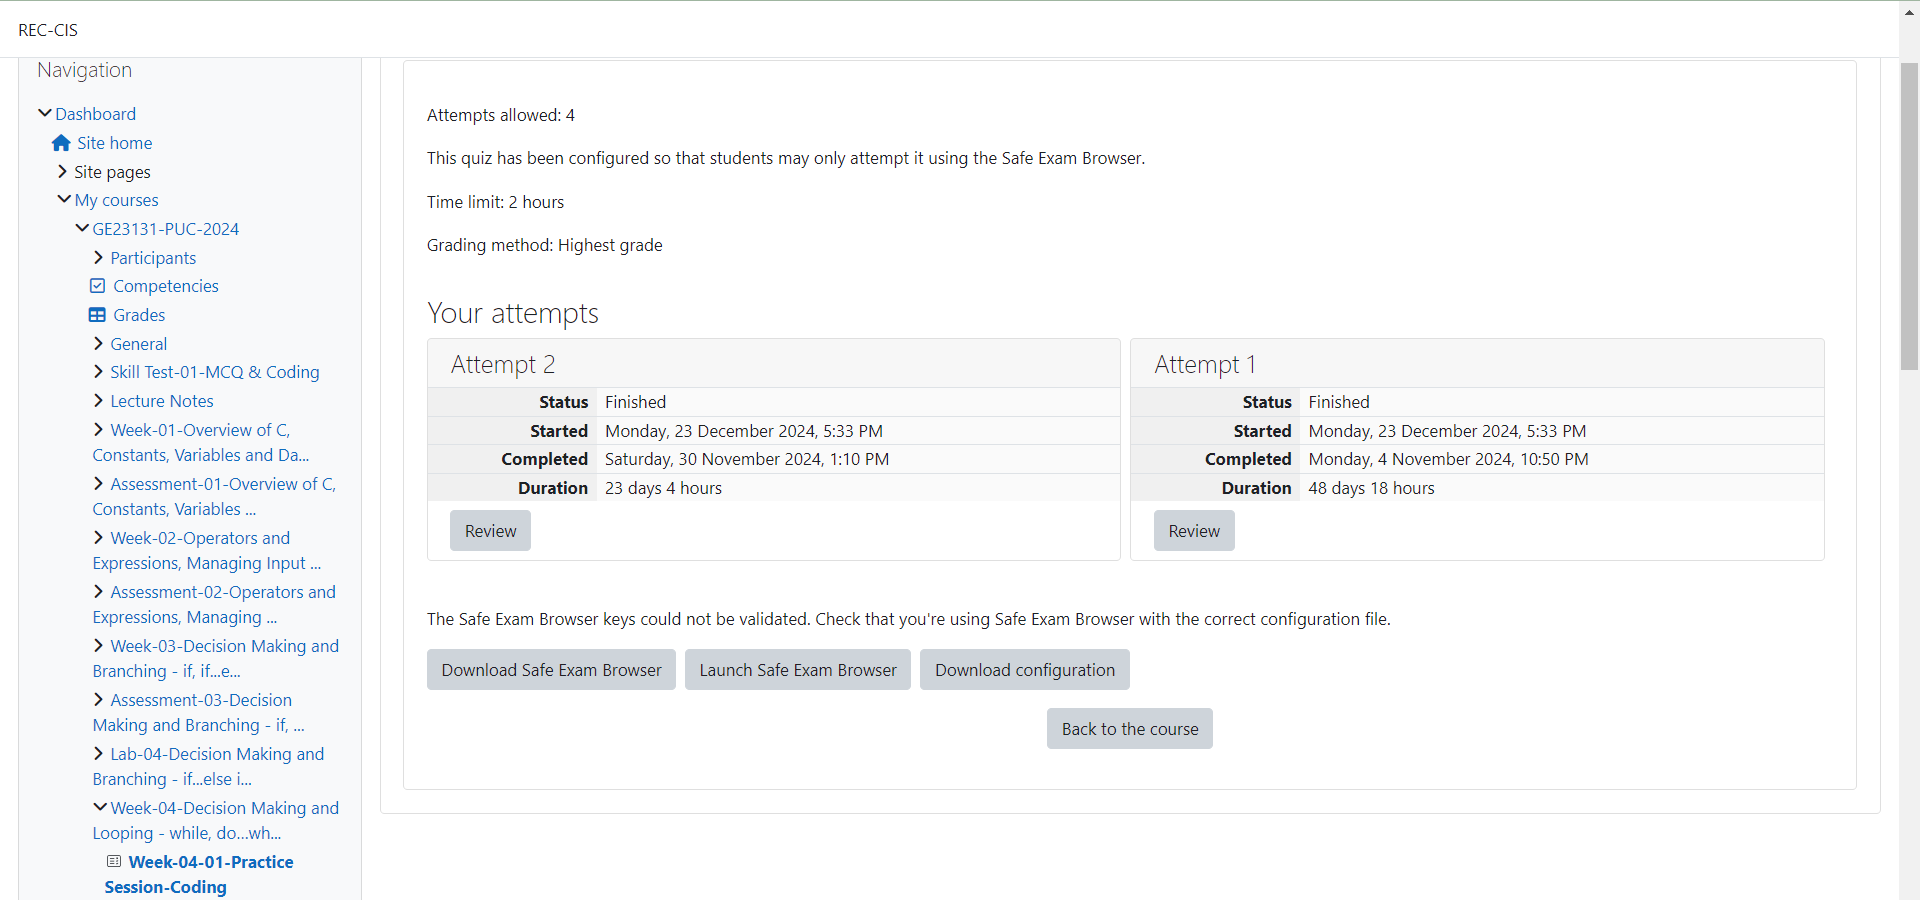 REC-CIS
Navigation
Dashboard
Site home
Site pages
My courses
GE23131-PUC-2024
Participants
Competencies
Grades
General
Skill Test-01-MCQ & Coding
Lecture Notes
Week-01-Overview of C,
Constants, Variables and Da...
Assessment-01-Overview of C,
Constants, Variables ...
Week-02-Operators and
Expressions, Managing Input ...
Assessment-02-Operators and
Expressions, Managing ...
Week-03-Decision Making and
Branching - if, if...e...
Assessment-03-Decision
Making and Branching - if, ...
Lab-04-Decision Making and
Branching - if...else i...
Week-04-Decision Making and
Looping - while, do...wh...
Week-04-01-Practice
Session-Coding
Attempts allowed: 4
This quiz has been configured so that students may only attempt it using the Safe Exam Browser.
Time limit: 2 hours
Grading method: Highest grade
Your attempts
Attempt 2
Status Finished
Started Monday, 23 December 2024, 5:33 PM
Completed Saturday, 30 November 2024, 1:10 PM
Duration 23 days 4 hours
Review
Attempt 1
Status Finished
Started Monday, 23 December 2024, 5:33 PM
Completed Monday, 4 November 2024, 10:50 PM
Duration 48 days 18 hours
Review
The Safe Exam Browser keys could not be validated. Check that you're using Safe Exam Browser with the correct configuration file.
Download Safe Exam Browser Launch Safe Exam Browser Download configuration
Back to the course